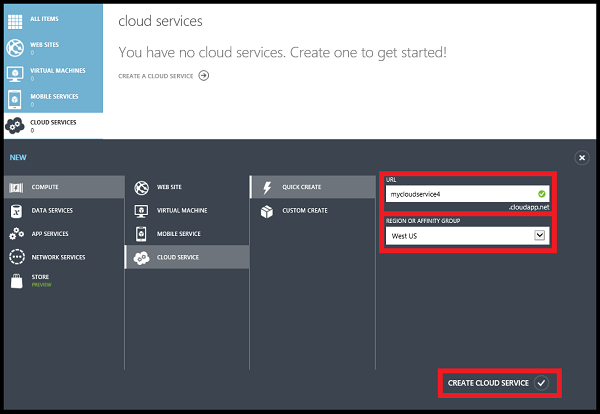 ALL ITEMS
WEB SITES
0
VIRTUAL MACHINES
0
MOBILE SERVICES
0
CLOUD SERVICES
0
cloud services
You have no cloud services. Create one to get started!
CREATE A CLOUD SERVICE
NEW
COMPUTE
DATA SERVICES
APP SERVICES
NETWORK SERVICES
STORE
PREVIEW
WEB SITE
VIRTUAL MACHINE
MOBILE SERVICE
CLOUD SERVICE
QUICK CREATE
CUSTOM CREATE
URL
mycloudservice4
.cloudapp.net
REGION OR AFFINITY GROUP
West US
CREATE CLOUD SERVICE